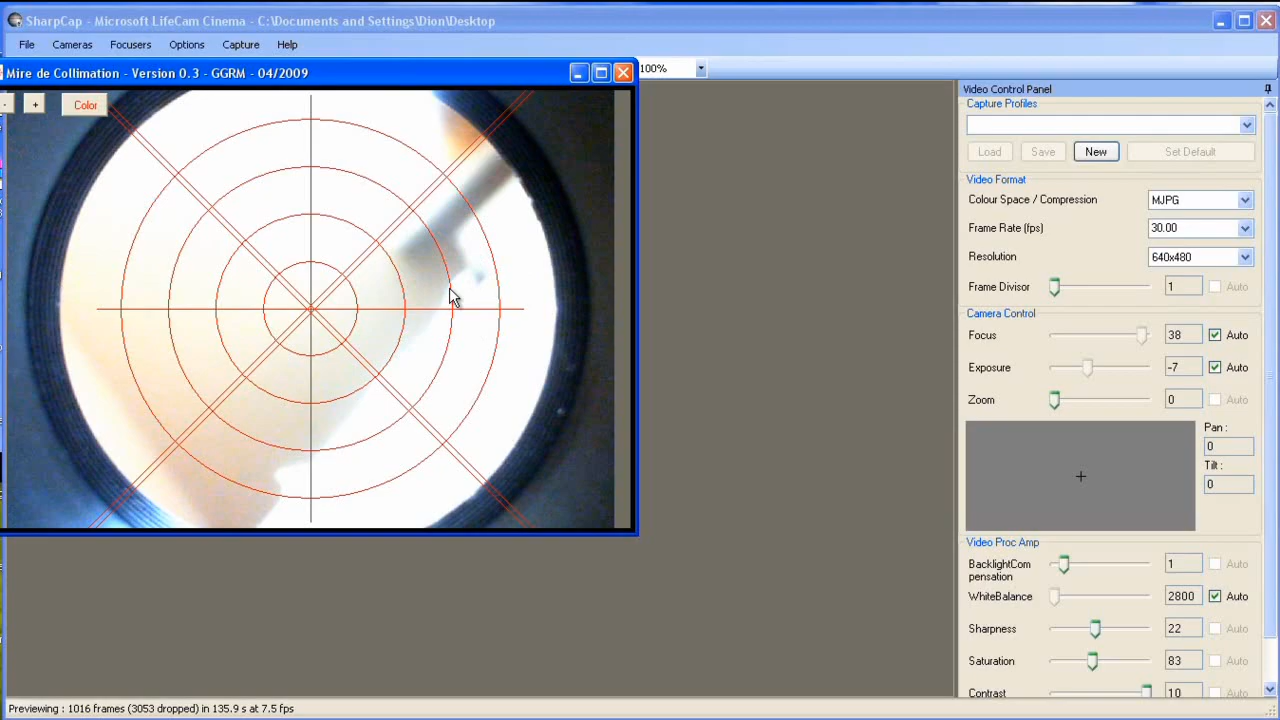 SharpCap - Microsoft LifeCam Cinema - C:\Documents and Settings\Dion\Desktop
File Cameras Focusers Options Capture Help
Mire de Collimation - Version 0.3 - GGRM - 04/2009
100%
- + Color
Video Control Panel
Capture Profiles
Load Save New Set Default
Video Format
Colour Space / Compression MJPG
Frame Rate (fps) 30.00
Resolution 640x480
Frame Divisor 1 Auto
Camera Control
Focus 38 Auto
Exposure -7 Auto
Zoom 0 Auto
Pan :
0
Tilt :
0
Video Proc Amp
BacklightCom
pensation 1 Auto
WhiteBalance 2800 Auto
Sharpness 22 Auto
Saturation 83 Auto
Contrast 10 Auto
Previewing : 1016 frames (3053 dropped) in 135.9 s at 7.5 fps